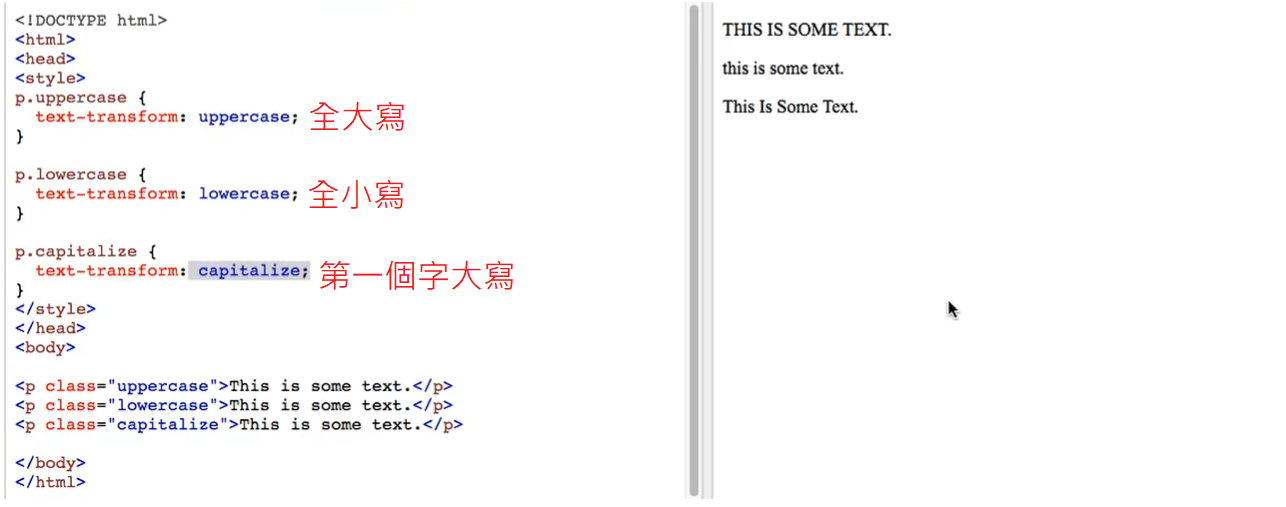 <!DOCTYPE html>
<html>
<head>
<style>
p.uppercase {
  text-transform: uppercase; 全大寫
}

p.lowercase {
  text-transform: lowercase; 全小寫
}

p.capitalize {
  text-transform: capitalize; 第一個字大寫
}
</style>
</head>
<body>

<p class="uppercase">This is some text.</p>
<p class="lowercase">This is some text.</p>
<p class="capitalize">This is some text.</p>

</body>
</html>
THIS IS SOME TEXT.
this is some text.
This Is Some Text.